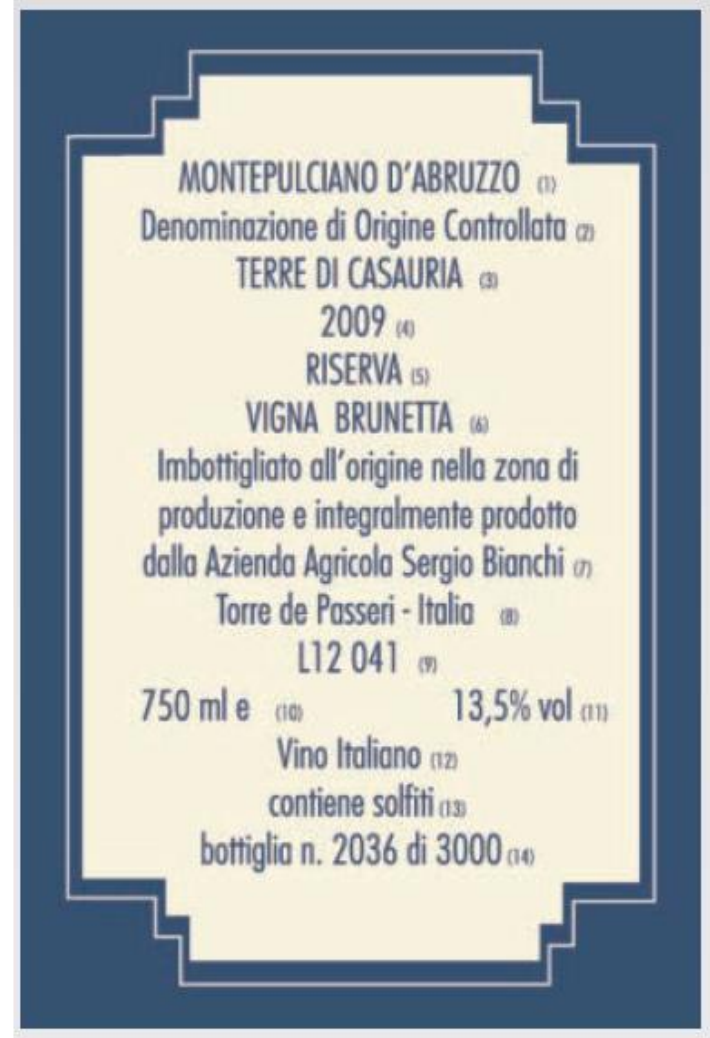 MONTEPULCIANO D'ABRUZZO (1)
Denominazione di Origine Controllata (2)
TERRE DI CASAURIA (3)
2009 (4)
RISERVA (5)
VIGNA BRUNETTA (6)
Imbottigliato all'origine nella zona di
produzione e integralmente prodotto
dalla Azienda Agricola Sergio Bianchi (7)
Torre de Passeri - Italia (8)
L12 041 (9)
750 ml e (10) 13,5% vol (11)
Vino Italiano (12)
contiene solfiti (13)
bottiglia n. 2036 di 3000 (14)